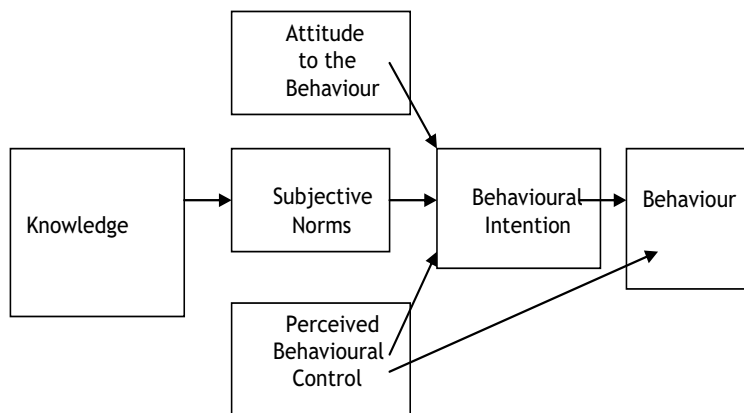 Attitude
to the
Behaviour
Knowledge
Subjective
Norms
Behavioural
Intention
Behaviour
Perceived
Behavioural
Control